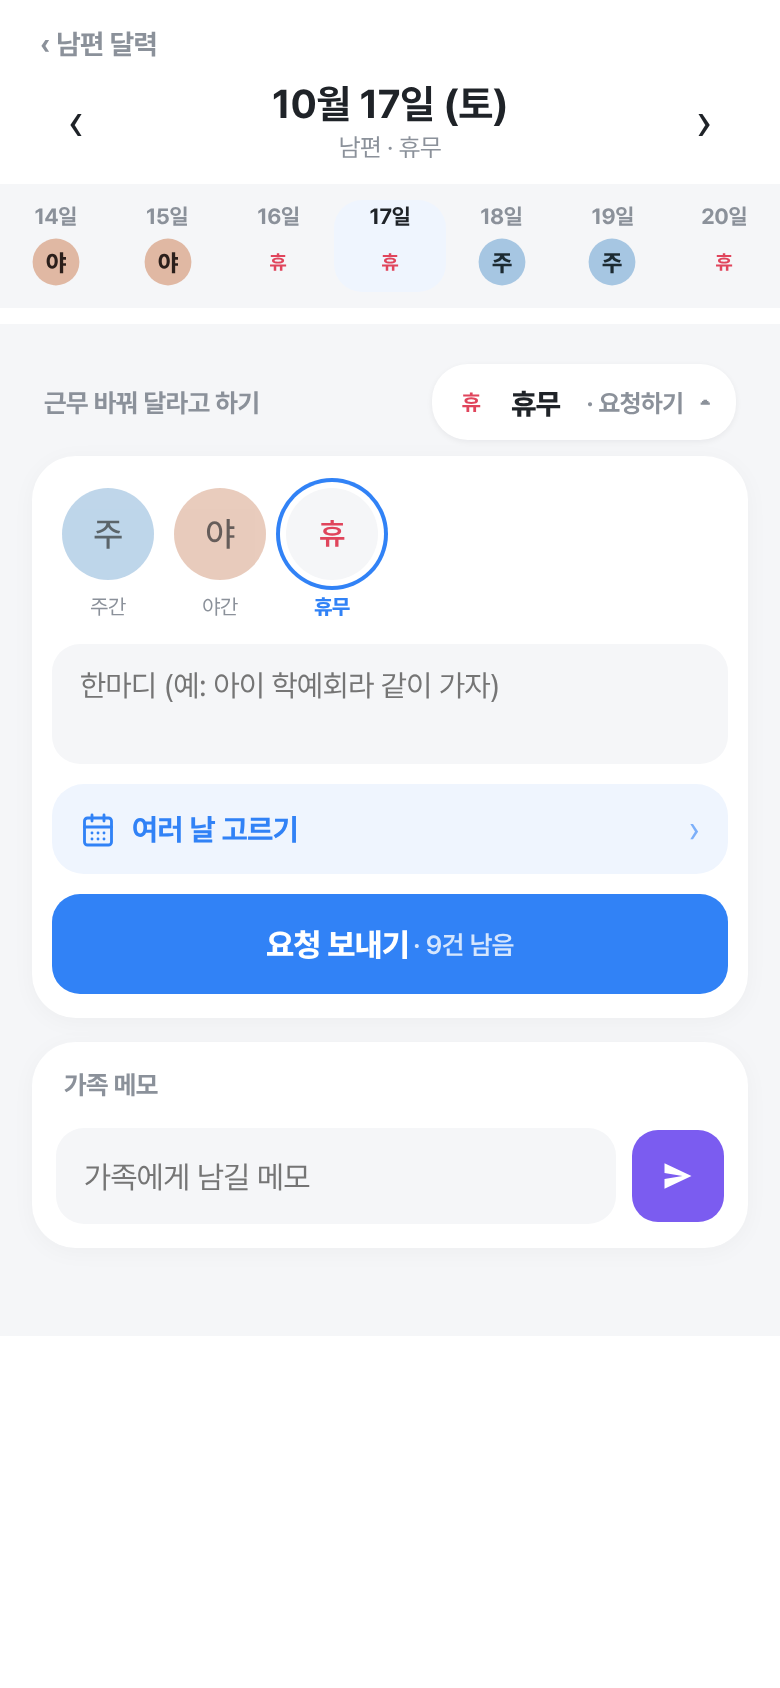 ‹ 남편 달력
‹ 10월 17일 (토) ›
남편 · 휴무
14일 15일 16일 17일 18일 19일 20일
야 야 휴 휴 주 주 휴
근무 바꿔 달라고 하기
휴 휴무 · 요청하기
주 야 휴
주간 야간 휴무
한마디 (예: 아이 학예회라 같이 가자)
여러 날 고르기 ›
요청 보내기 · 9건 남음
가족 메모
가족에게 남길 메모